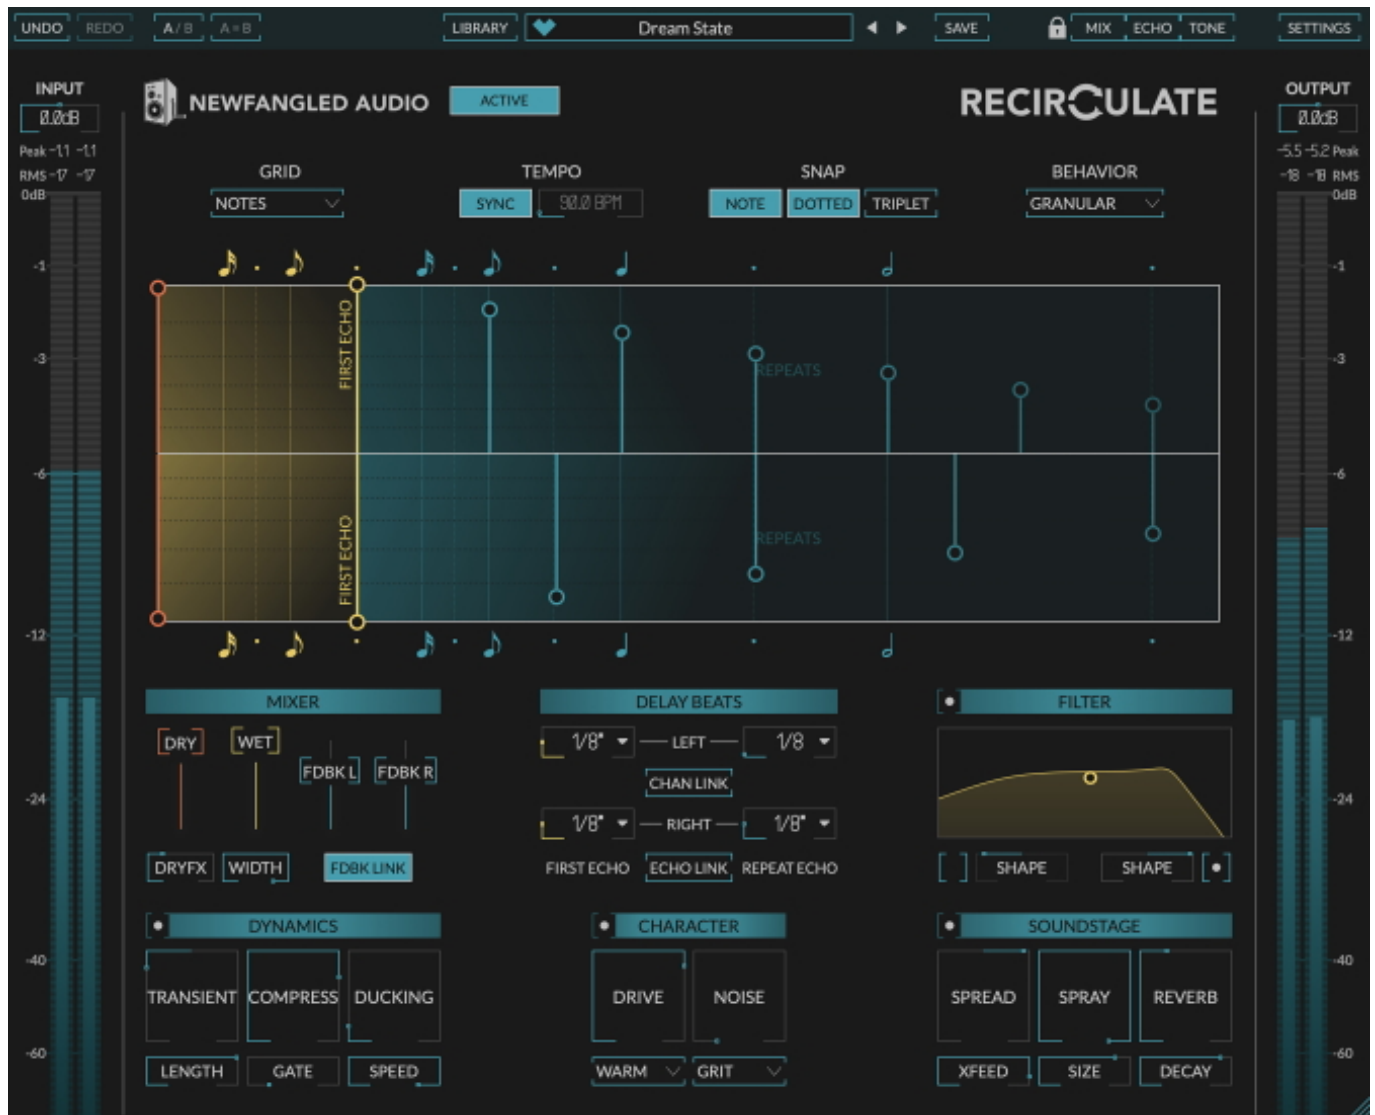 UNDO REDO A/B A=B LIBRARY Dream State SAVE MIX ECHO TONE SETTINGS
INPUT NEWFANGLED AUDIO ACTIVE RECIRCULATE OUTPUT
0.0dB 0.0dB
Peak -1.1 -1.1 -5.5 -5.2 Peak
RMS -17 -17 GRID TEMPO SNAP BEHAVIOR -18 -18 RMS
0dB NOTES SYNC 90.0 BPM NOTE DOTTED TRIPLET GRANULAR 0dB
-1 -1
FIRST ECHO
-3 REPEATS -3
-6 -6
FIRST ECHO
REPEATS
-12 -12
MIXER DELAY BEATS FILTER
DRY WET 1/8• LEFT 1/8
FDBK L FDBK R CHAN LINK
-24 -24
1/8• RIGHT 1/8•
DRYFX WIDTH FDBK LINK FIRST ECHO ECHO LINK REPEAT ECHO SHAPE SHAPE
DYNAMICS CHARACTER SOUNDSTAGE
-40 -40
TRANSIENT COMPRESS DUCKING DRIVE NOISE SPREAD SPRAY REVERB
-60 -60
LENGTH GATE SPEED WARM GRIT XFEED SIZE DECAY